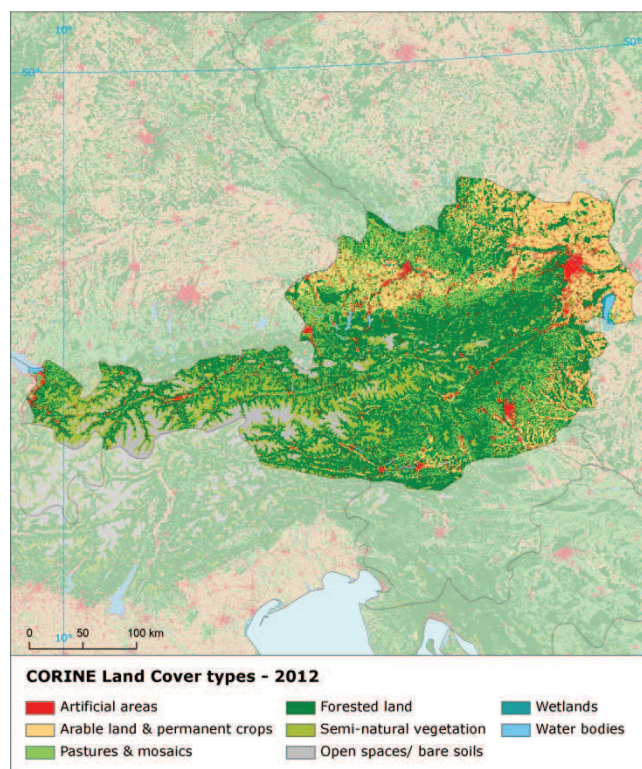 10°
50°
50°
0 50 100 km
10°
CORINE Land Cover types - 2012
Artificial areas
Forested land
Wetlands
Arable land & permanent crops
Semi-natural vegetation
Water bodies
Pastures & mosaics
Open spaces/ bare soils